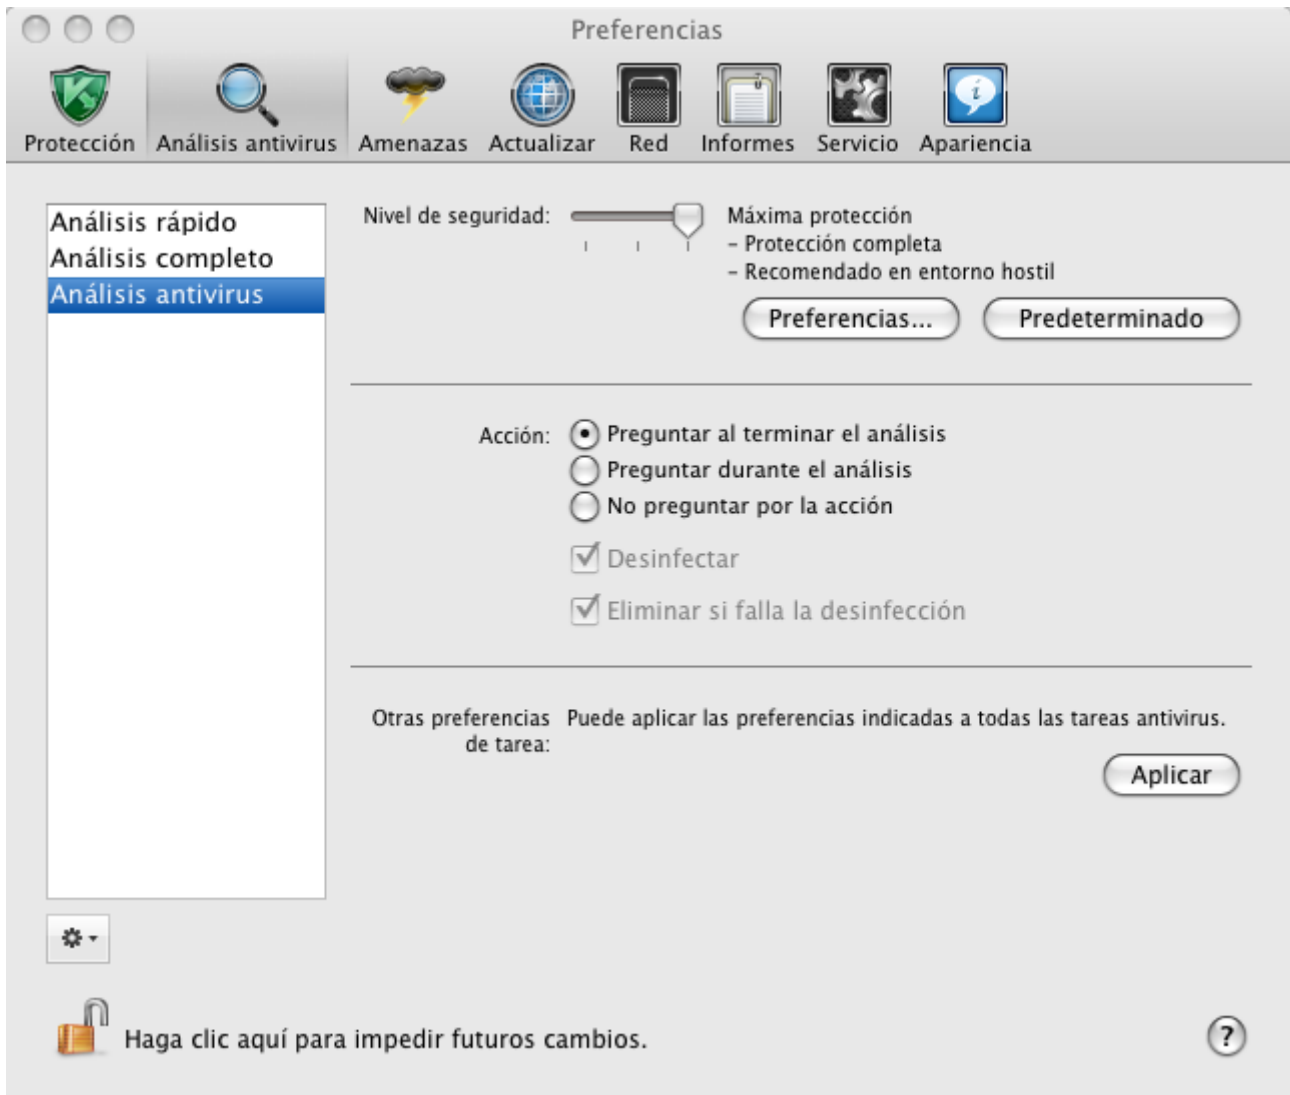 Preferencias
Protección
Análisis antivirus
Amenazas
Actualizar
Red
Informes
Servicio
Apariencia
Análisis rápido
Análisis completo
Análisis antivirus
Nivel de seguridad:
Máxima protección
- Protección completa
- Recomendado en entorno hostil
Preferencias...
Predeterminado
Acción:
Preguntar al terminar el análisis
Preguntar durante el análisis
No preguntar por la acción
Desinfectar
Eliminar si falla la desinfección
Otras preferencias
de tarea:
Puede aplicar las preferencias indicadas a todas las tareas antivirus.
Aplicar
Haga clic aquí para impedir futuros cambios.
?